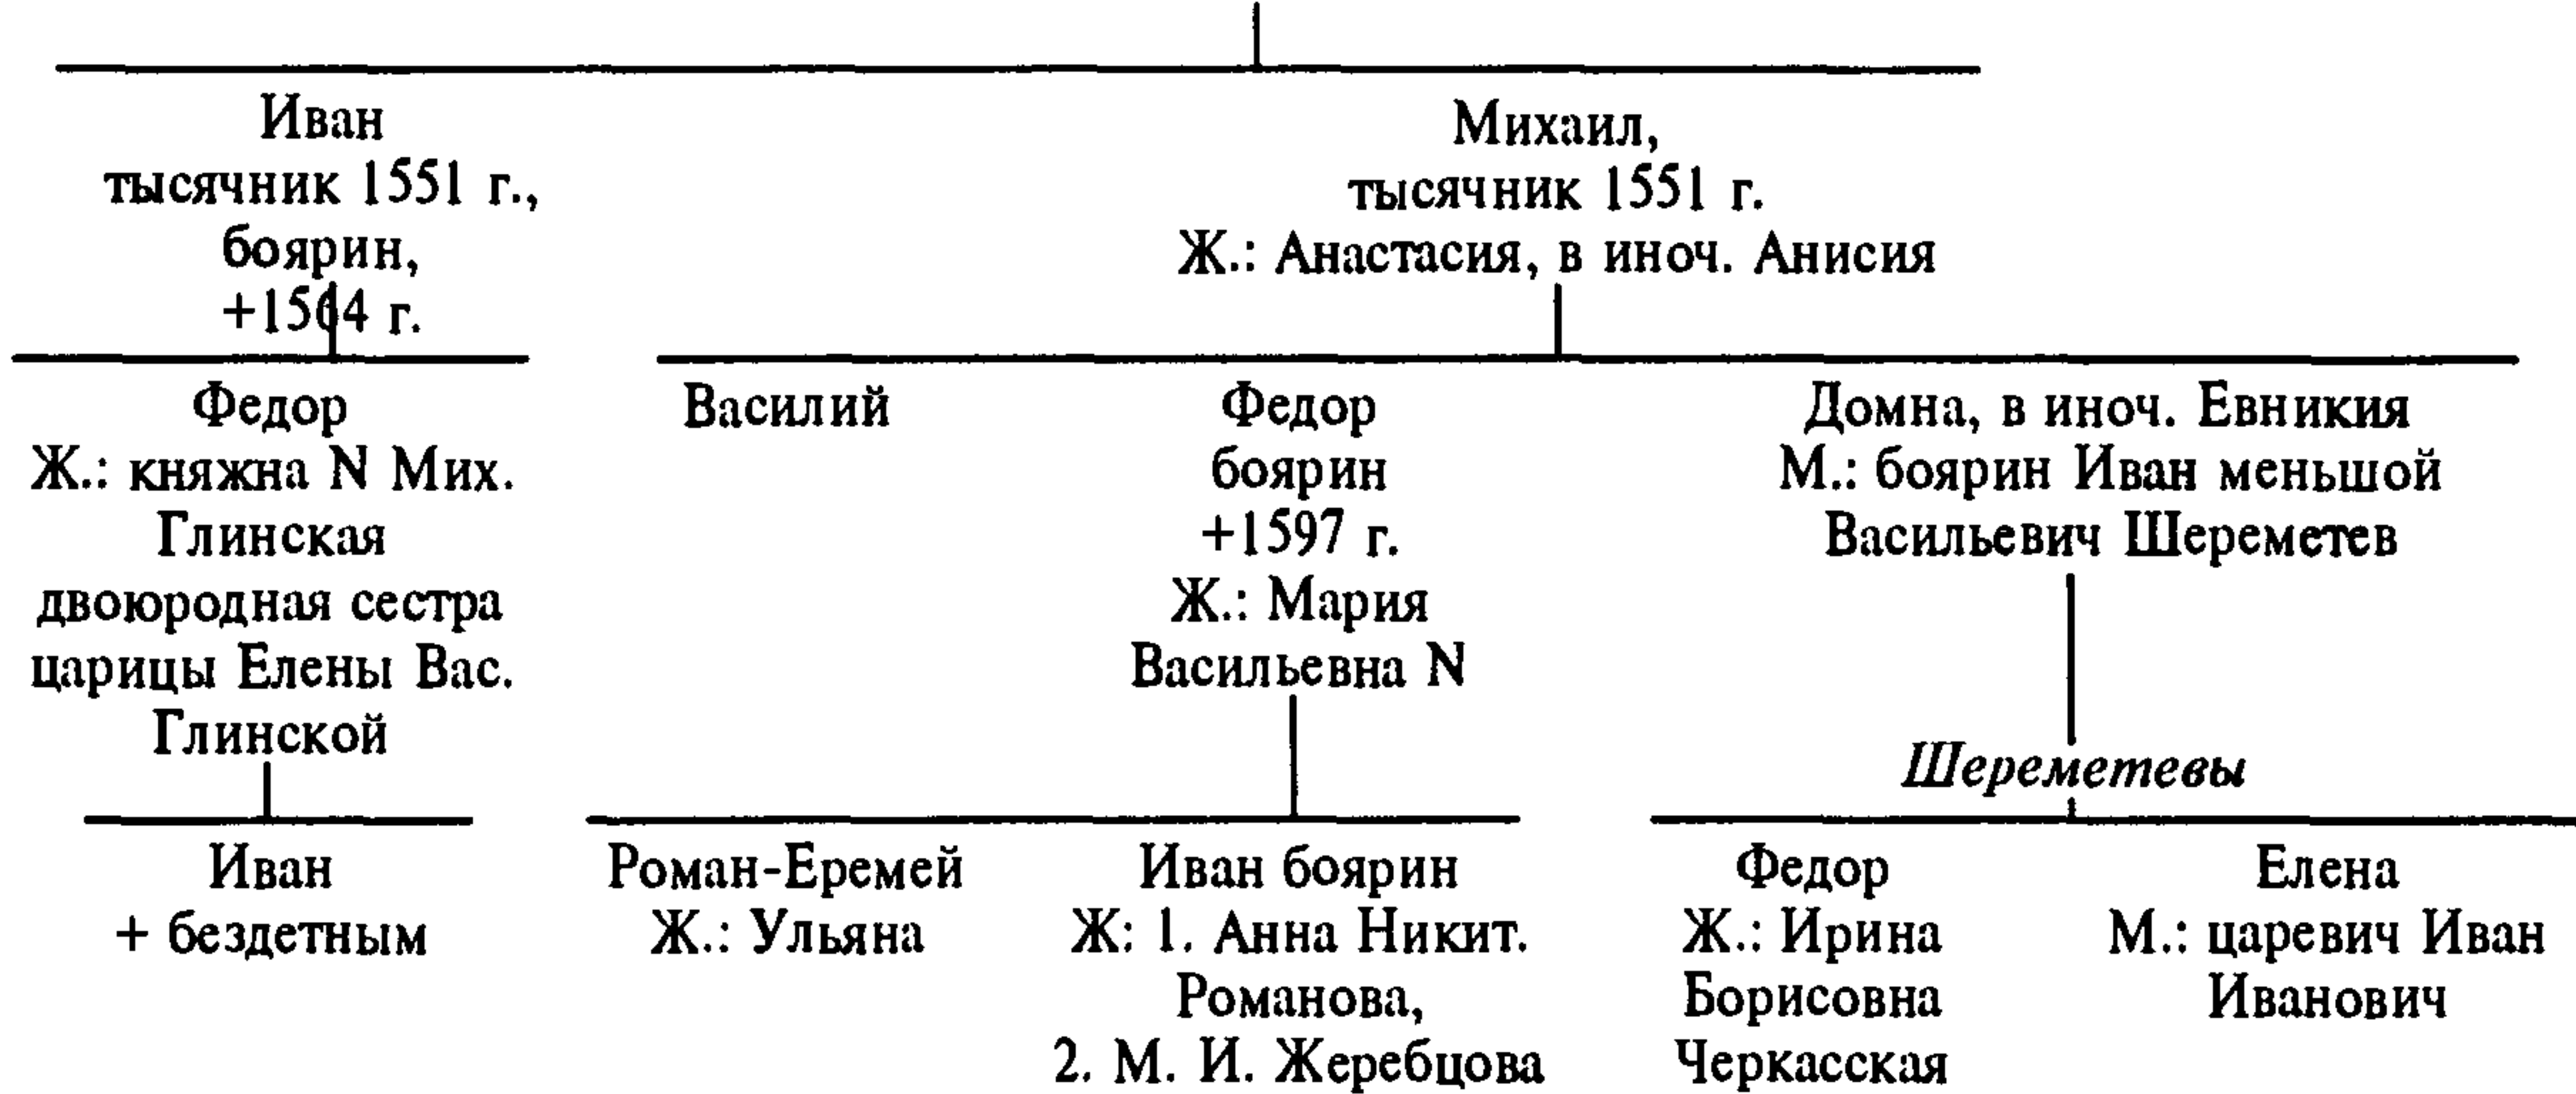 Иван
тысячник 1551 г.,
боярин,
+1564 г.
Михаил,
тысячник 1551 г.
Ж.: Анастасия, в иноч. Анисия
Федор
Ж.: княжна N Мих.
Глинская
двоюродная сестра
царицы Елены Вас.
Глинской
Василий
Федор
боярин
+1597 г.
Ж.: Мария
Васильевна N
Домна, в иноч. Евникия
М.: боярин Иван меньшой
Васильевич Шереметев
Шереметевы
Иван
+ бездетным
Роман-Еремей
Ж.: Ульяна
Иван боярин
Ж: 1. Анна Никит.
Романова,
2. М. И. Жеребцова
Федор
Ж.: Ирина
Борисовна
Черкасская
Елена
М.: царевич Иван
Иванович